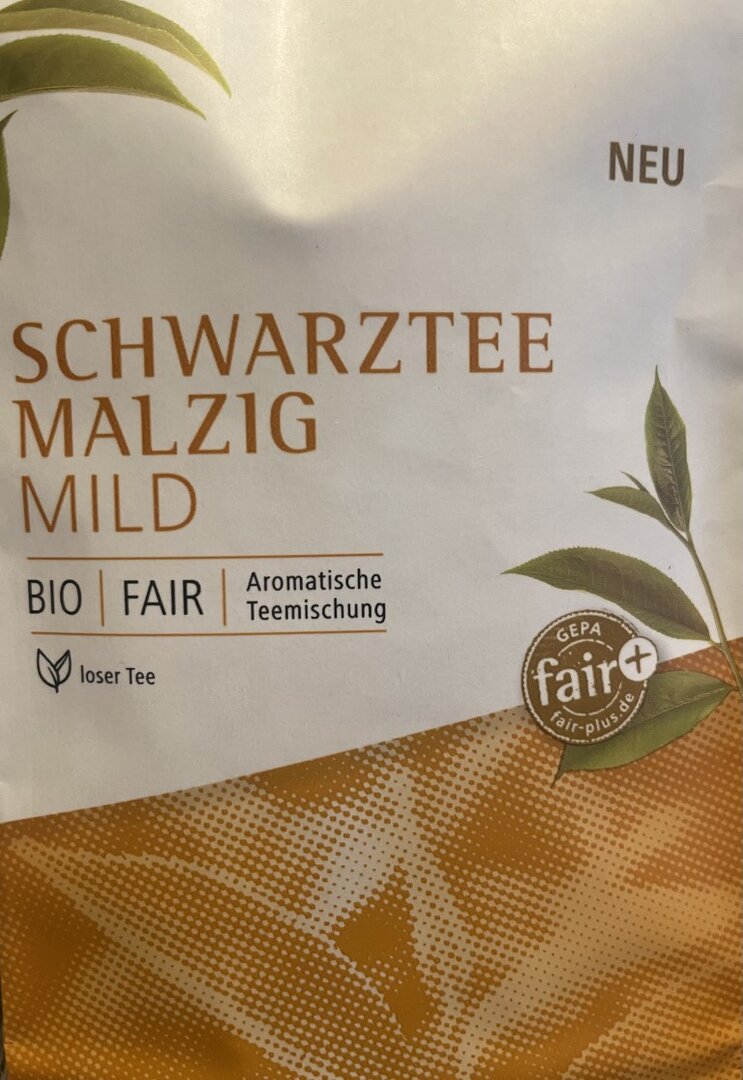 NEU
SCHWARZTEE
MALZIG
MILD
BIO | FAIR | Aromatische
Teemischung
loser Tee
GEPA
fair+
fair-plus.de